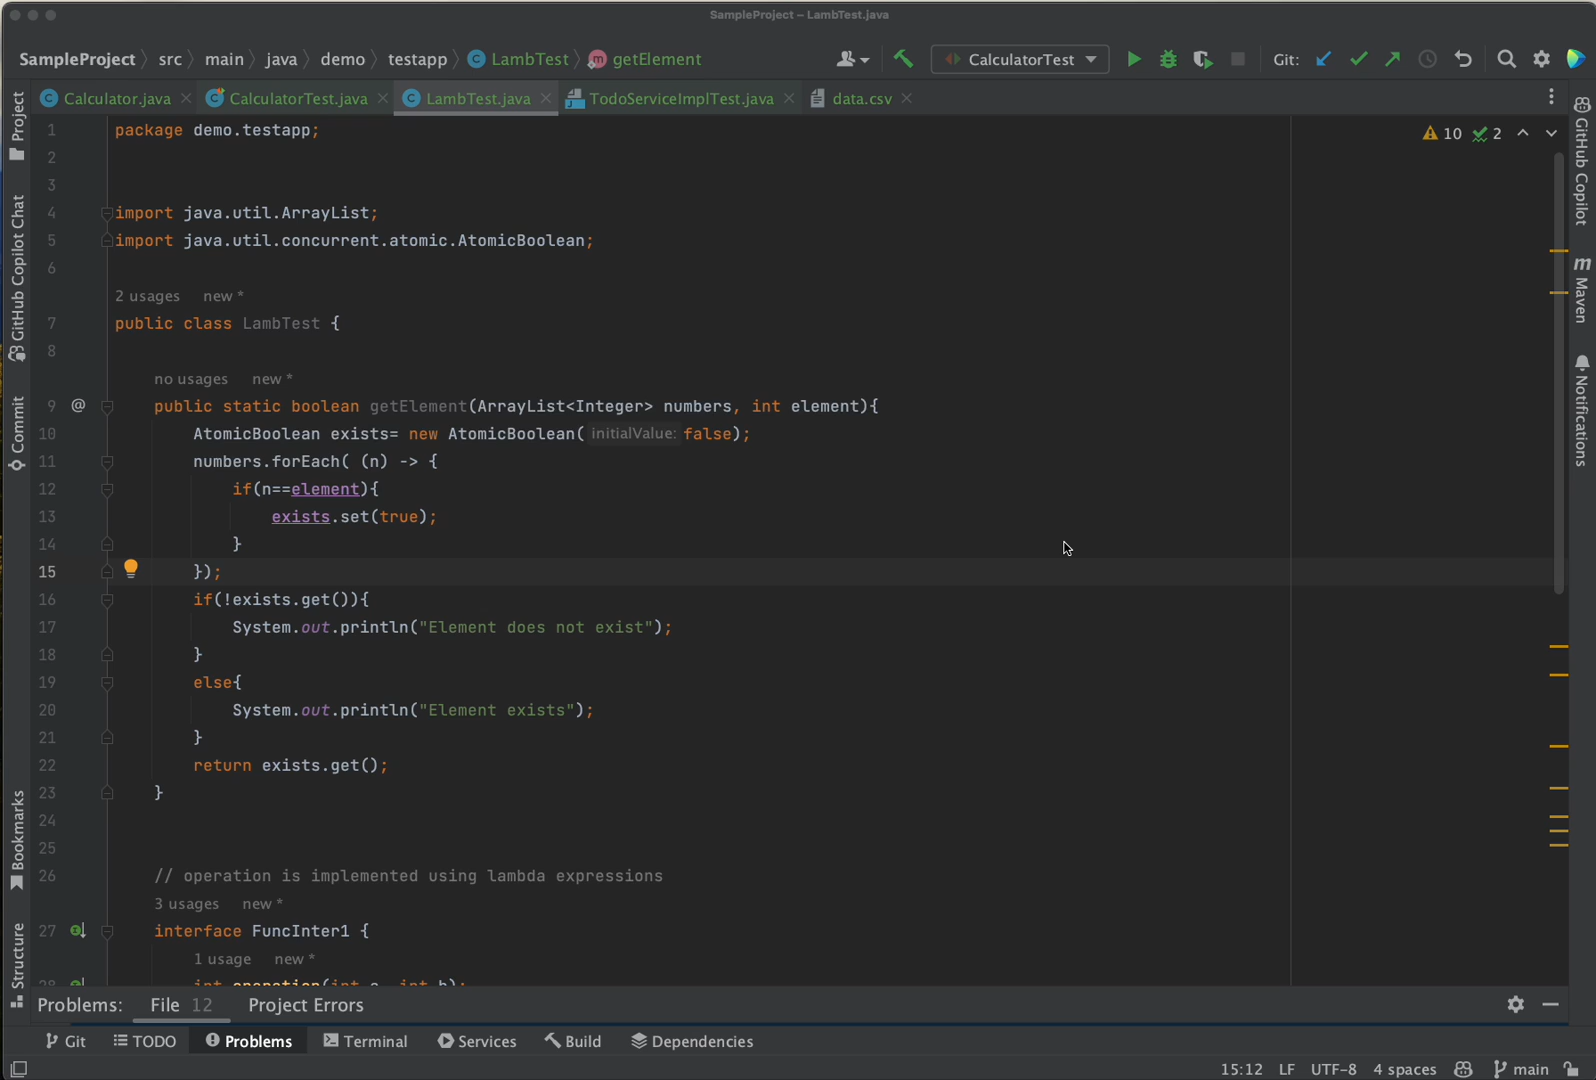 SampleProject – LambTest.java
SampleProject src main java demo testapp LambTest getElement CalculatorTest Git:
Calculator.java CalculatorTest.java LambTest.java TodoServiceImplTest.java data.csv
Project
GitHub Copilot Chat
Commit
Bookmarks
Structure
10 2
1 package demo.testapp;
2
3
4 import java.util.ArrayList;
5 import java.util.concurrent.atomic.AtomicBoolean;
6
2 usages new *
7 public class LambTest {
8
no usages new *
9 @ public static boolean getElement(ArrayList<Integer> numbers, int element){
10 AtomicBoolean exists= new AtomicBoolean( initialValue: false);
11 numbers.forEach( (n) -> {
12 if(n==element){
13 exists.set(true);
14 }
15 });
16 if(!exists.get()){
17 System.out.println("Element does not exist");
18 }
19 else{
20 System.out.println("Element exists");
21 }
22 return exists.get();
23 }
24
25
26 // operation is implemented using lambda expressions
3 usages new *
27 interface FuncInter1 {
1 usage new *
28 int operation(int a, int b);
GitHub Copilot
m Maven
Notifications
Problems: File 12 Project Errors
Git TODO Problems Terminal Services Build Dependencies
15:12 LF UTF-8 4 spaces main